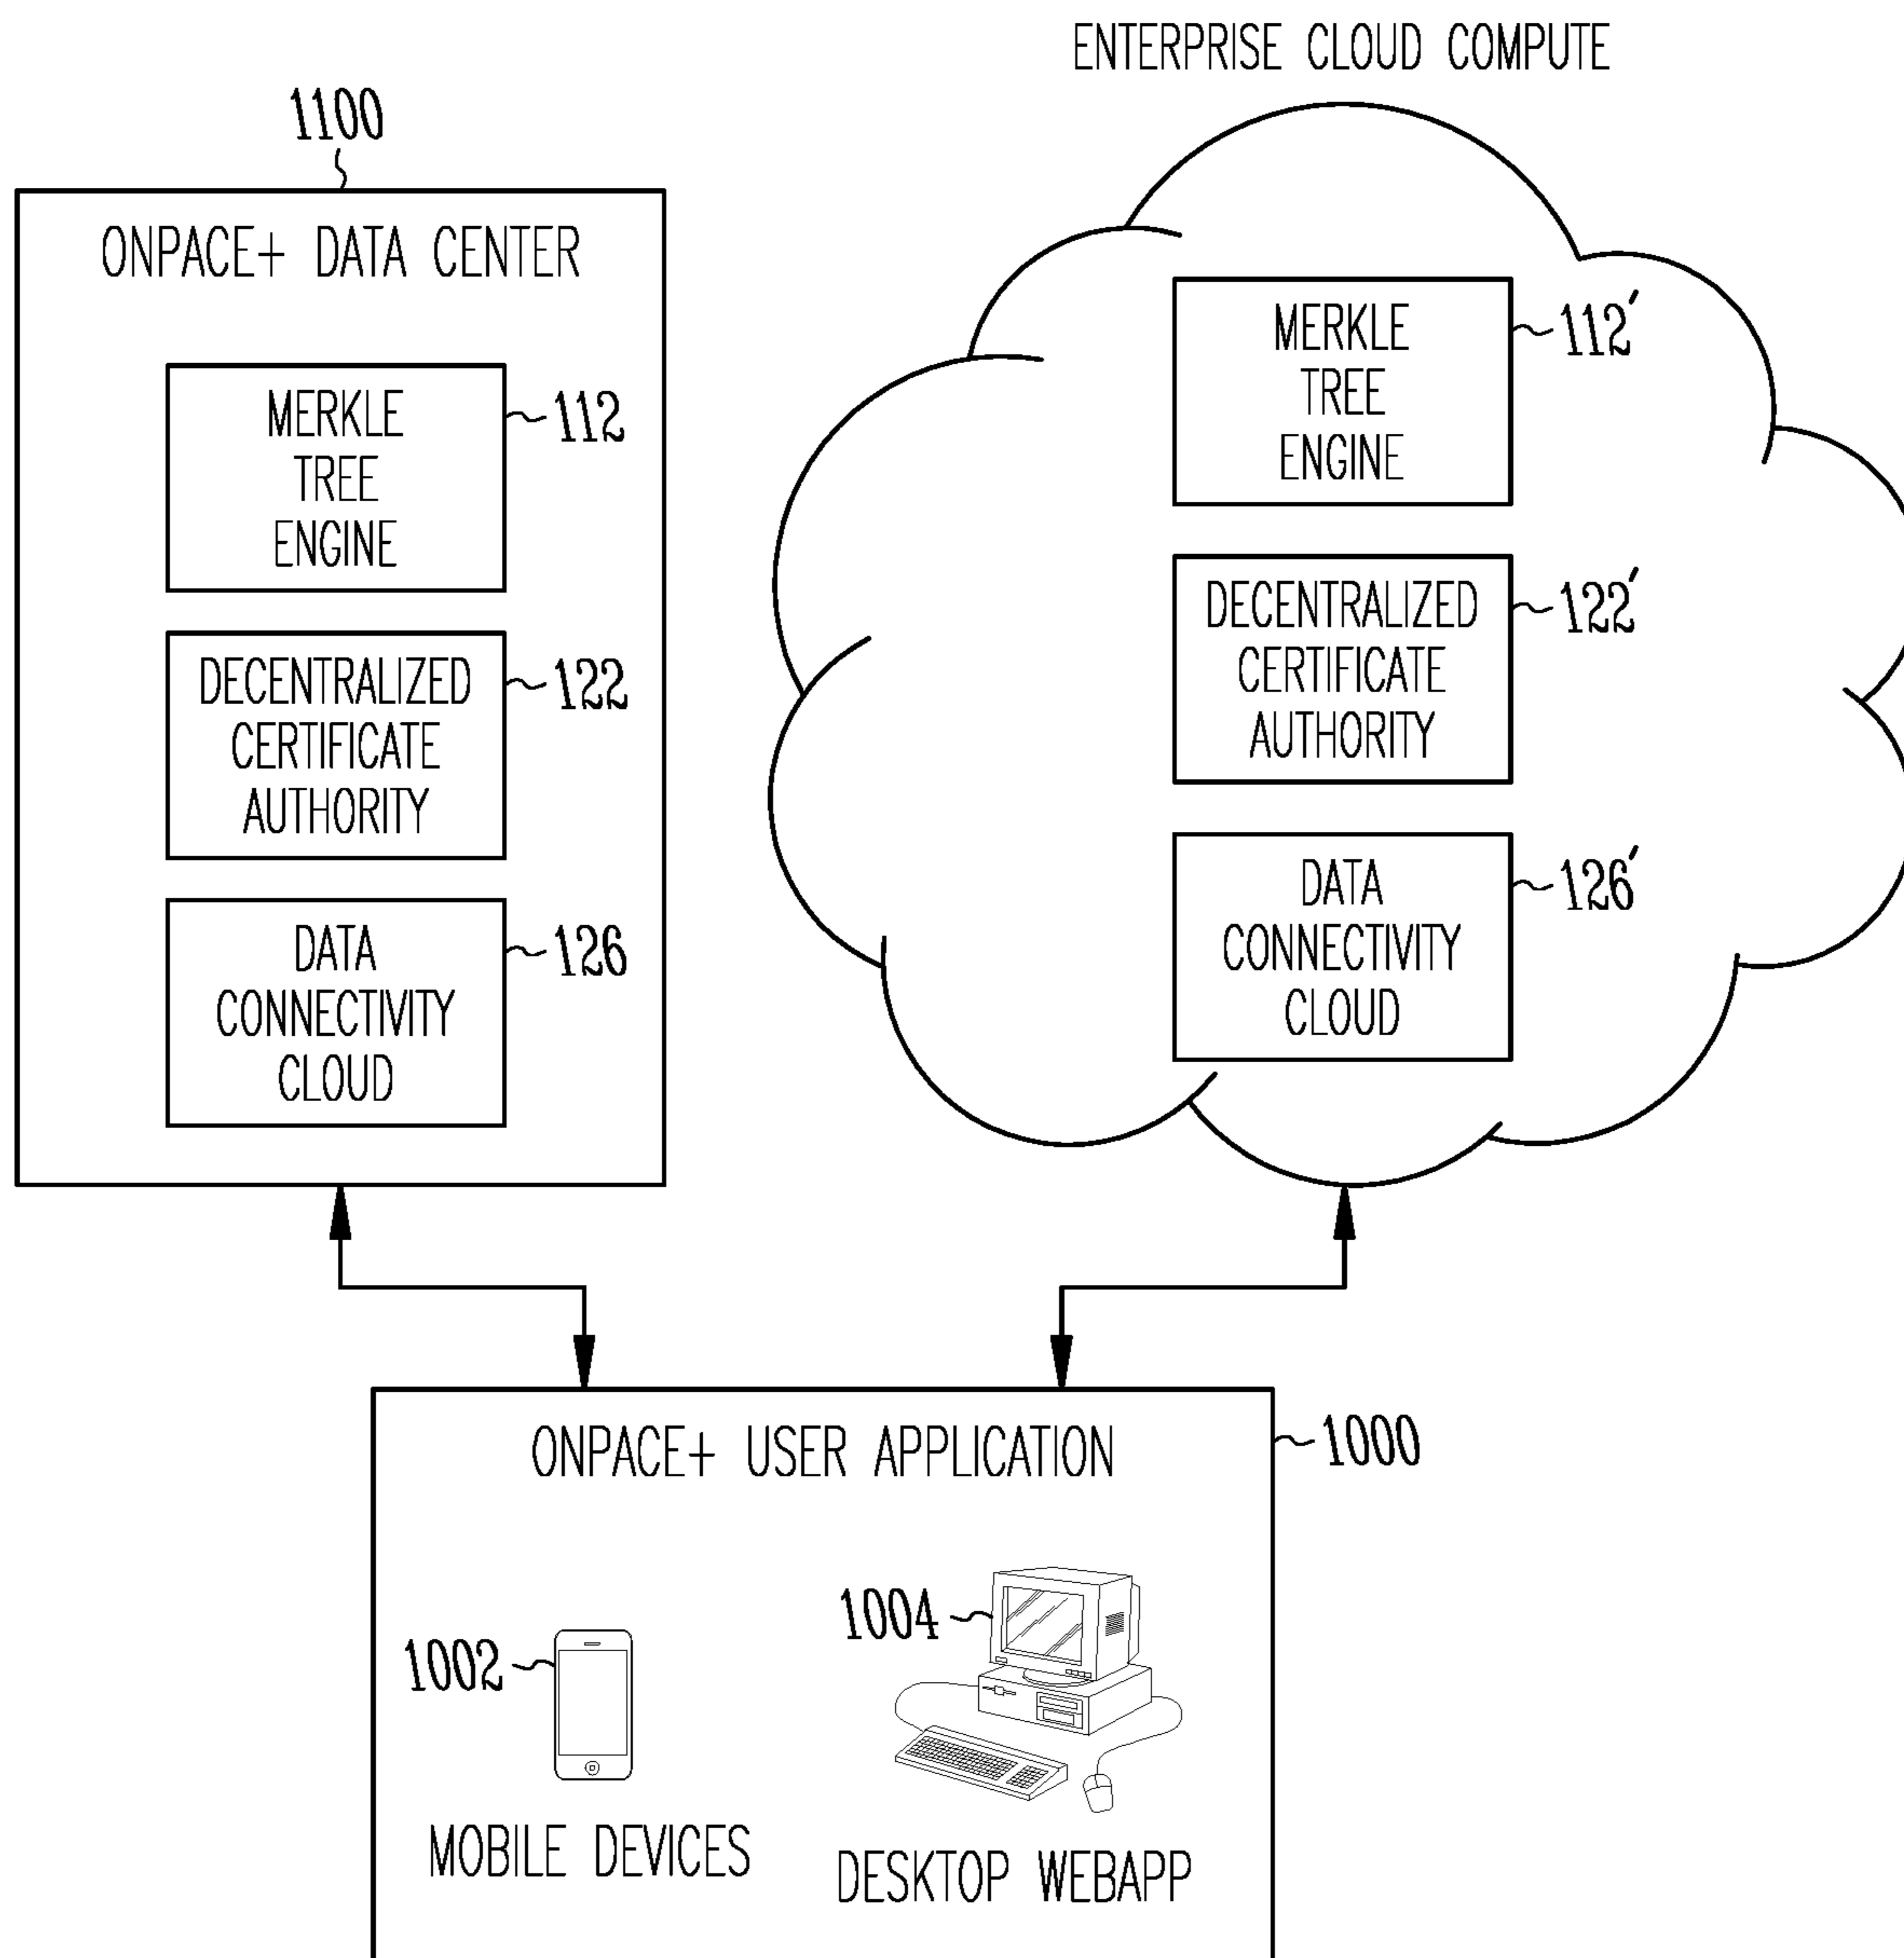 ENTERPRISE CLOUD COMPUTE
1100
ONPACE+ DATA CENTER
MERKLE
TREE
ENGINE
112
DECENTRALIZED
CERTIFICATE
AUTHORITY
122
DATA
CONNECTIVITY
CLOUD
126
MERKLE
TREE
ENGINE
112'
DECENTRALIZED
CERTIFICATE
AUTHORITY
122'
DATA
CONNECTIVITY
CLOUD
126'
ONPACE+ USER APPLICATION
1000
1002
MOBILE DEVICES
1004
DESKTOP WEBAPP